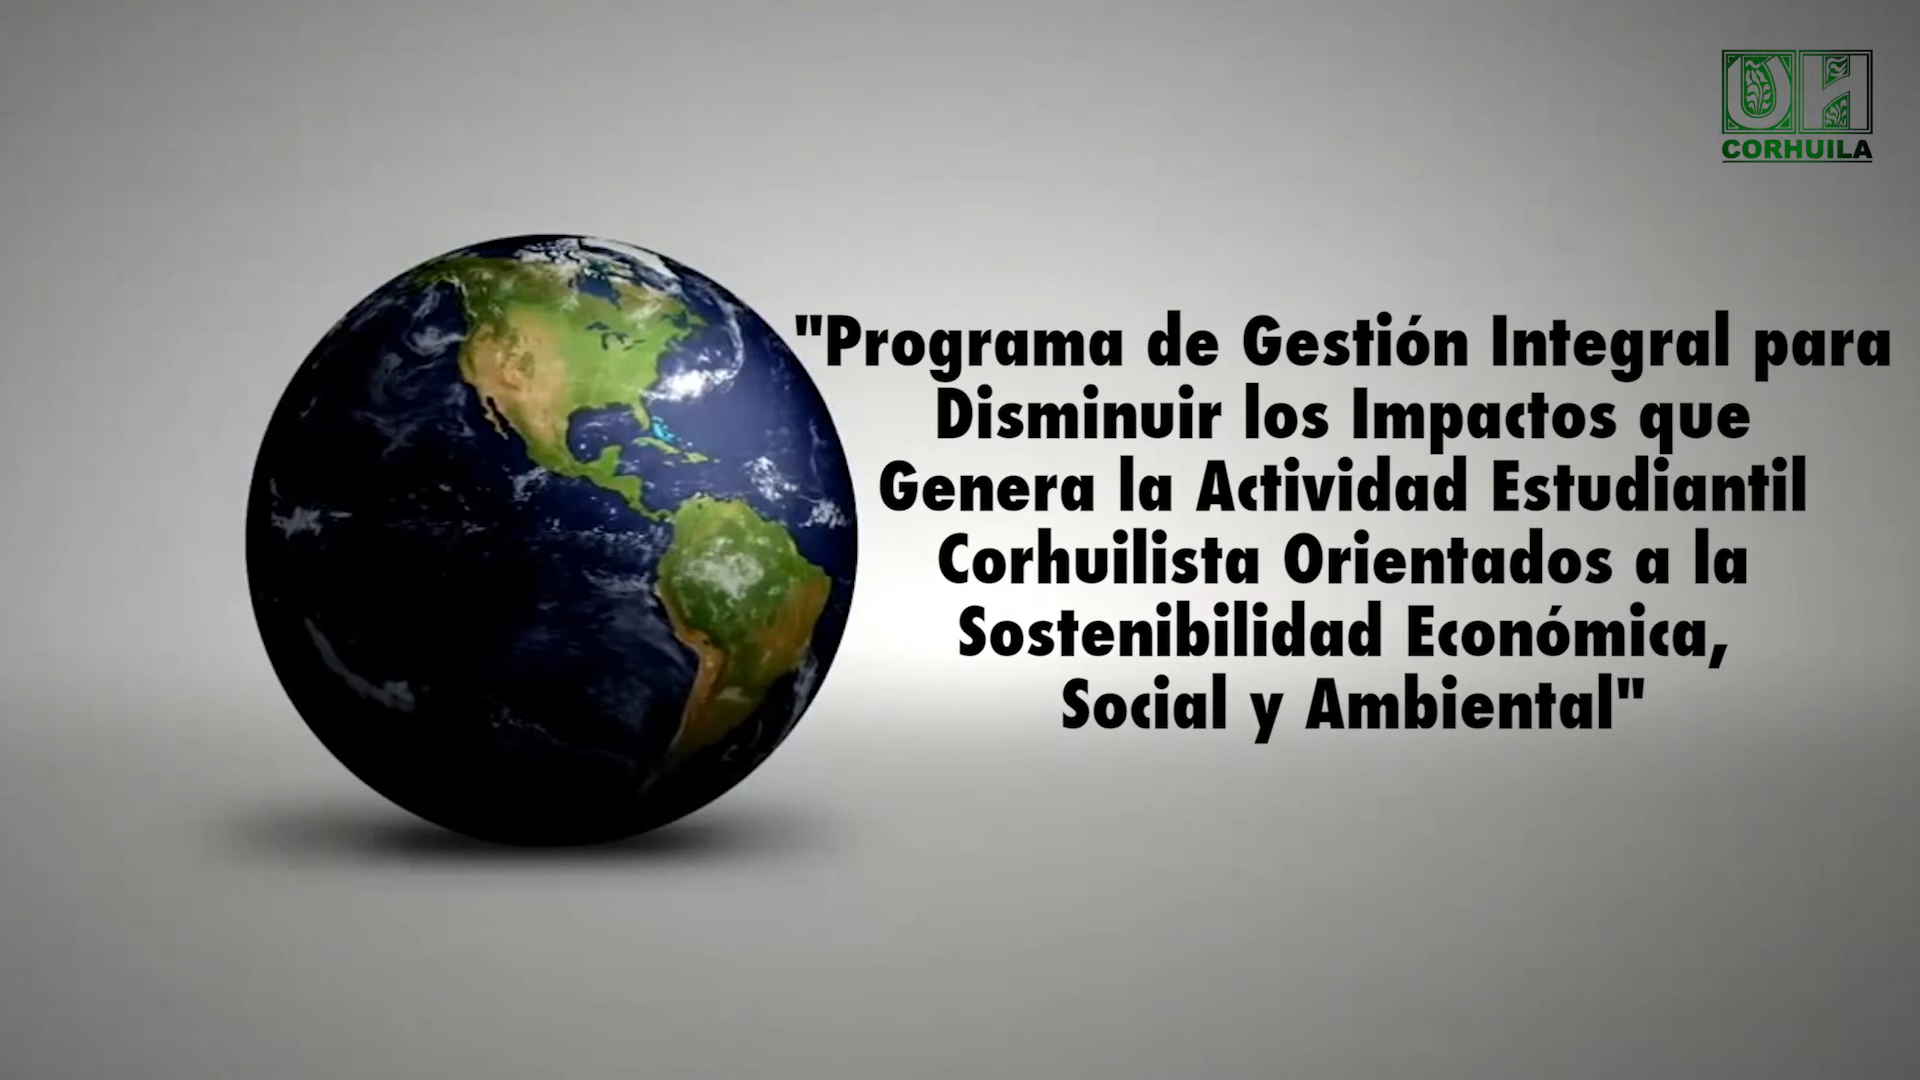 UH
CORHUILA
"Programa de Gestión Integral para
Disminuir los Impactos que
Genera la Actividad Estudiantil
Corhuilista Orientados a la
Sostenibilidad Económica,
Social y Ambiental"